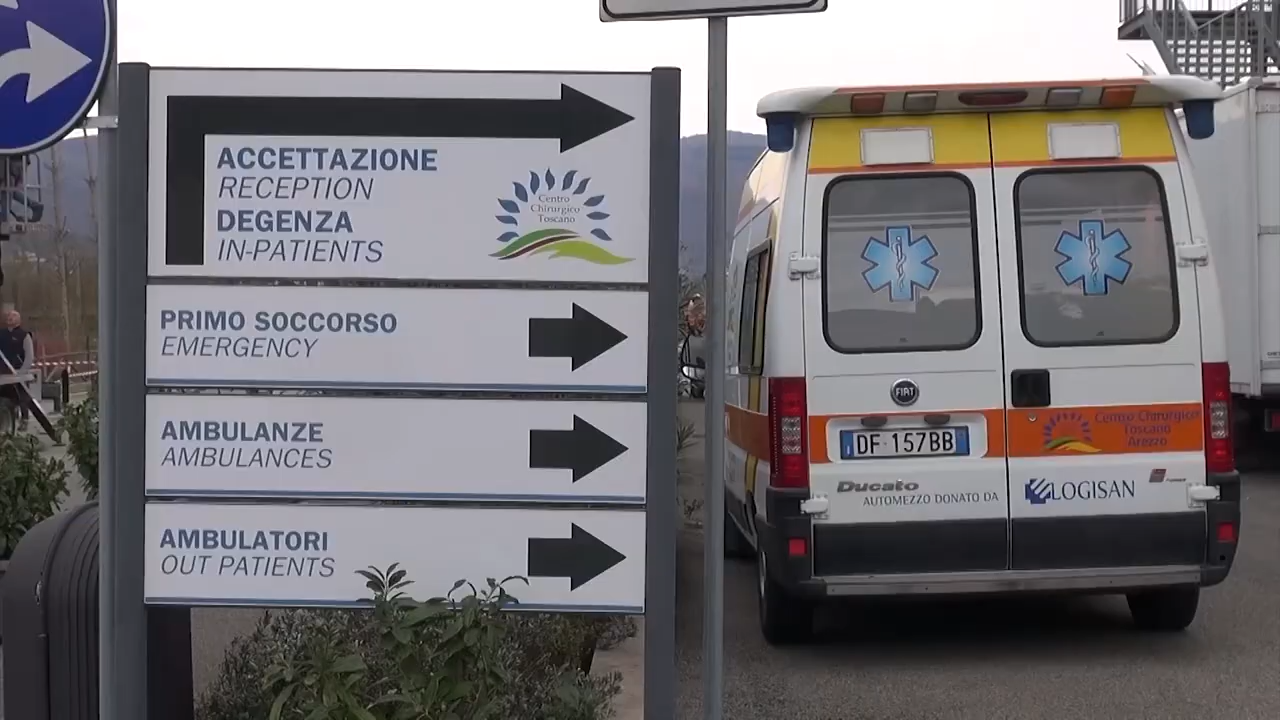 ACCETTAZIONE
RECEPTION
DEGENZA
IN-PATIENTS
Centro
Chirurgico
Toscano
PRIMO SOCCORSO
EMERGENCY
AMBULANZE
AMBULANCES
AMBULATORI
OUT PATIENTS
FIAT
DF 157BB
Centro Chirurgico
Toscano
Arezzo
Ducato
AUTOMEZZO DONATO DA
LOGISAN